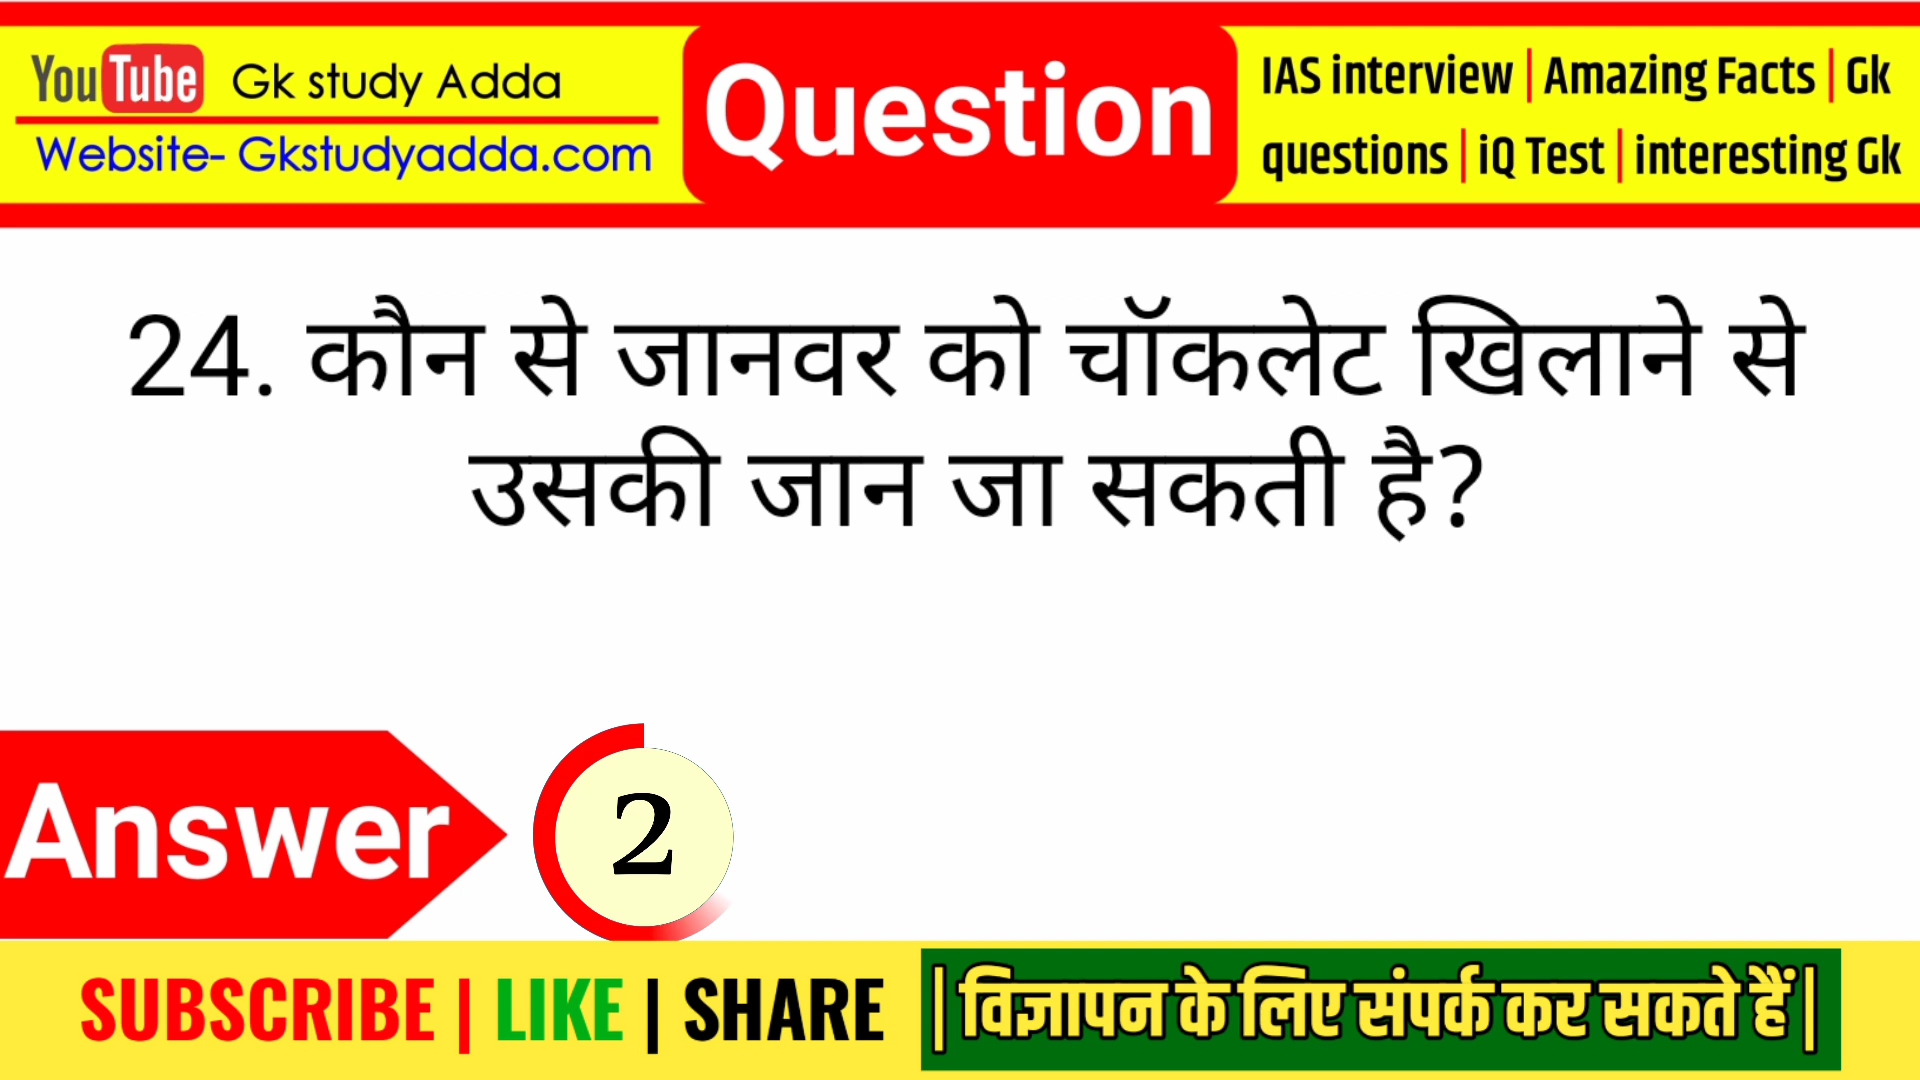 YouTube Gk study Adda
Website- Gkstudyadda.com
Question
IAS interview | Amazing Facts | Gk
questions | iQ Test | interesting Gk
24. कौन से जानवर को चॉकलेट खिलाने से
उसकी जान जा सकती है?
Answer
2
SUBSCRIBE | LIKE | SHARE
| विज्ञापन के लिए संपर्क कर सकते हैं |